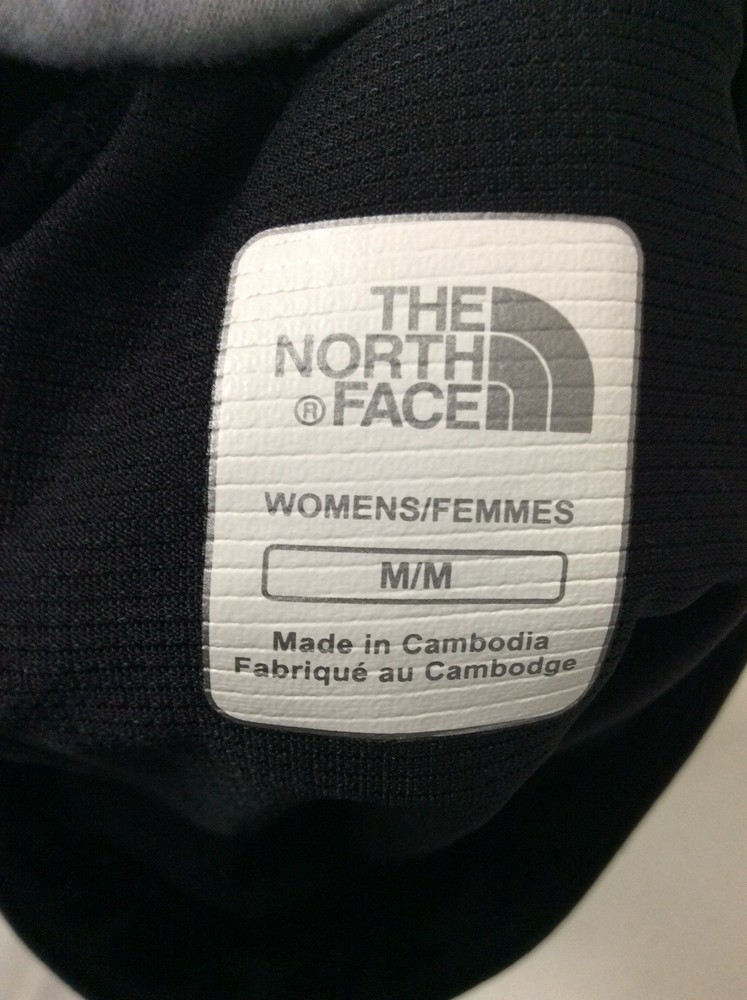 THE
NORTH
® FACE
WOMENS/FEMMES
M/M
Made in Cambodia
Fabriqué au Cambodge